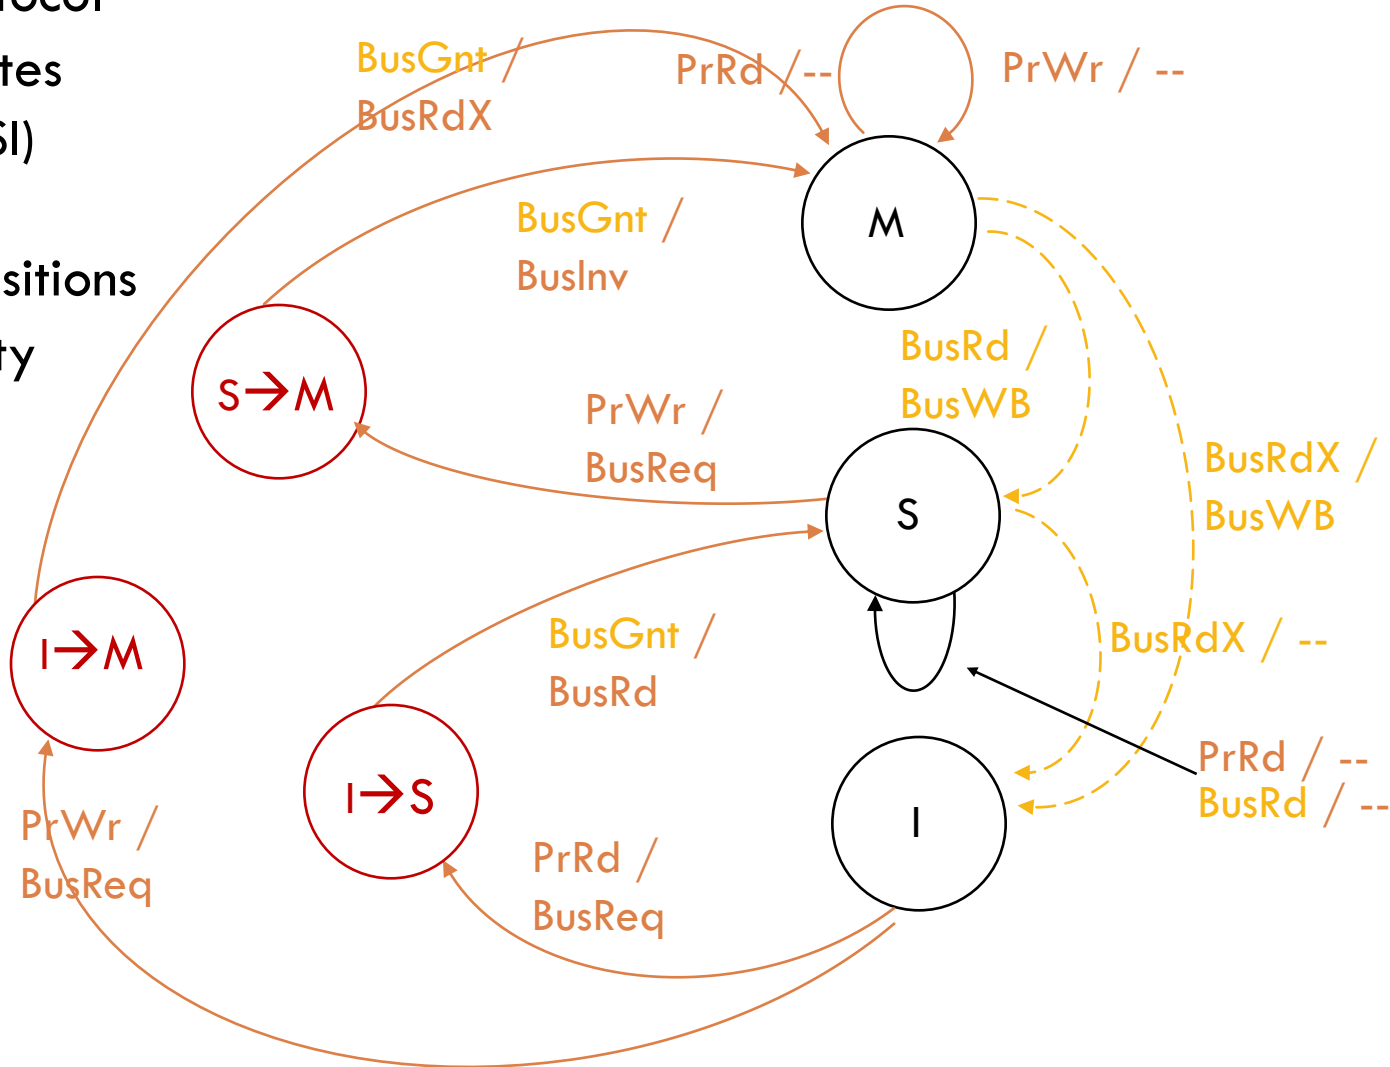 ocol
BusGnt /
BusRdX
PrRd /--
PrWr / --
tes
SI)
BusGnt /
BusInv
M
sitions
ty
BusRd /
BusWB
S→M
PrWr /
BusReq
BusRdX /
BusWB
S
BusGnt /
BusRd
BusRdX / --
I→M
PrRd / --
BusRd / --
I→S
I
PrWr /
BusReq
PrRd /
BusReq